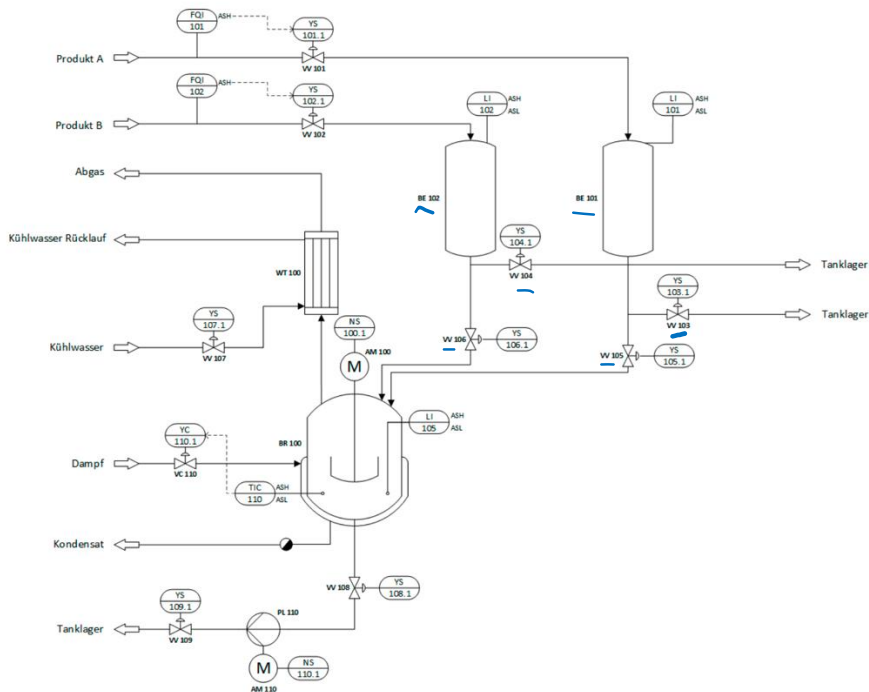 FQI ASH
101
YS
101.1
Produkt A
VV 101
FQI ASH
102
YS
102.1
Produkt B
VV 102
LI ASH
102 ASL
LI ASH
101 ASL
Abgas
BE 102
BE 101
Kühlwasser Rücklauf
YS
104.1
Tanklager
VV 104
WT 100
YS
103.1
YS
107.1
NS
100.1
Tanklager
VV 103
Kühlwasser
VV 107
AM 100
M
VV 106
YS
106.1
VV 105
YS
105.1
LI ASH
105 ASL
YC
110.1
BR 100
Dampf
VC 110
TIC ASH
110 ASL
Kondensat
VV 108
YS
108.1
YS
109.1
PL 110
Tanklager
VV 109
M
NS
110.1
AM 110